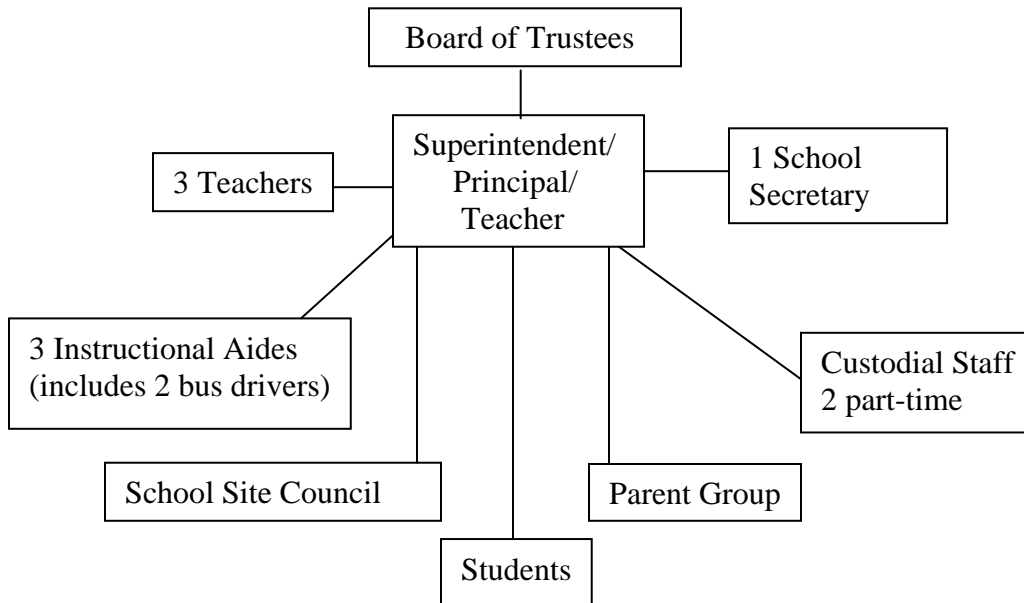 Board of Trustees
Superintendent/
Principal/
Teacher
3 Teachers
1 School
Secretary
3 Instructional Aides
(includes 2 bus drivers)
Custodial Staff
2 part-time
School Site Council
Parent Group
Students